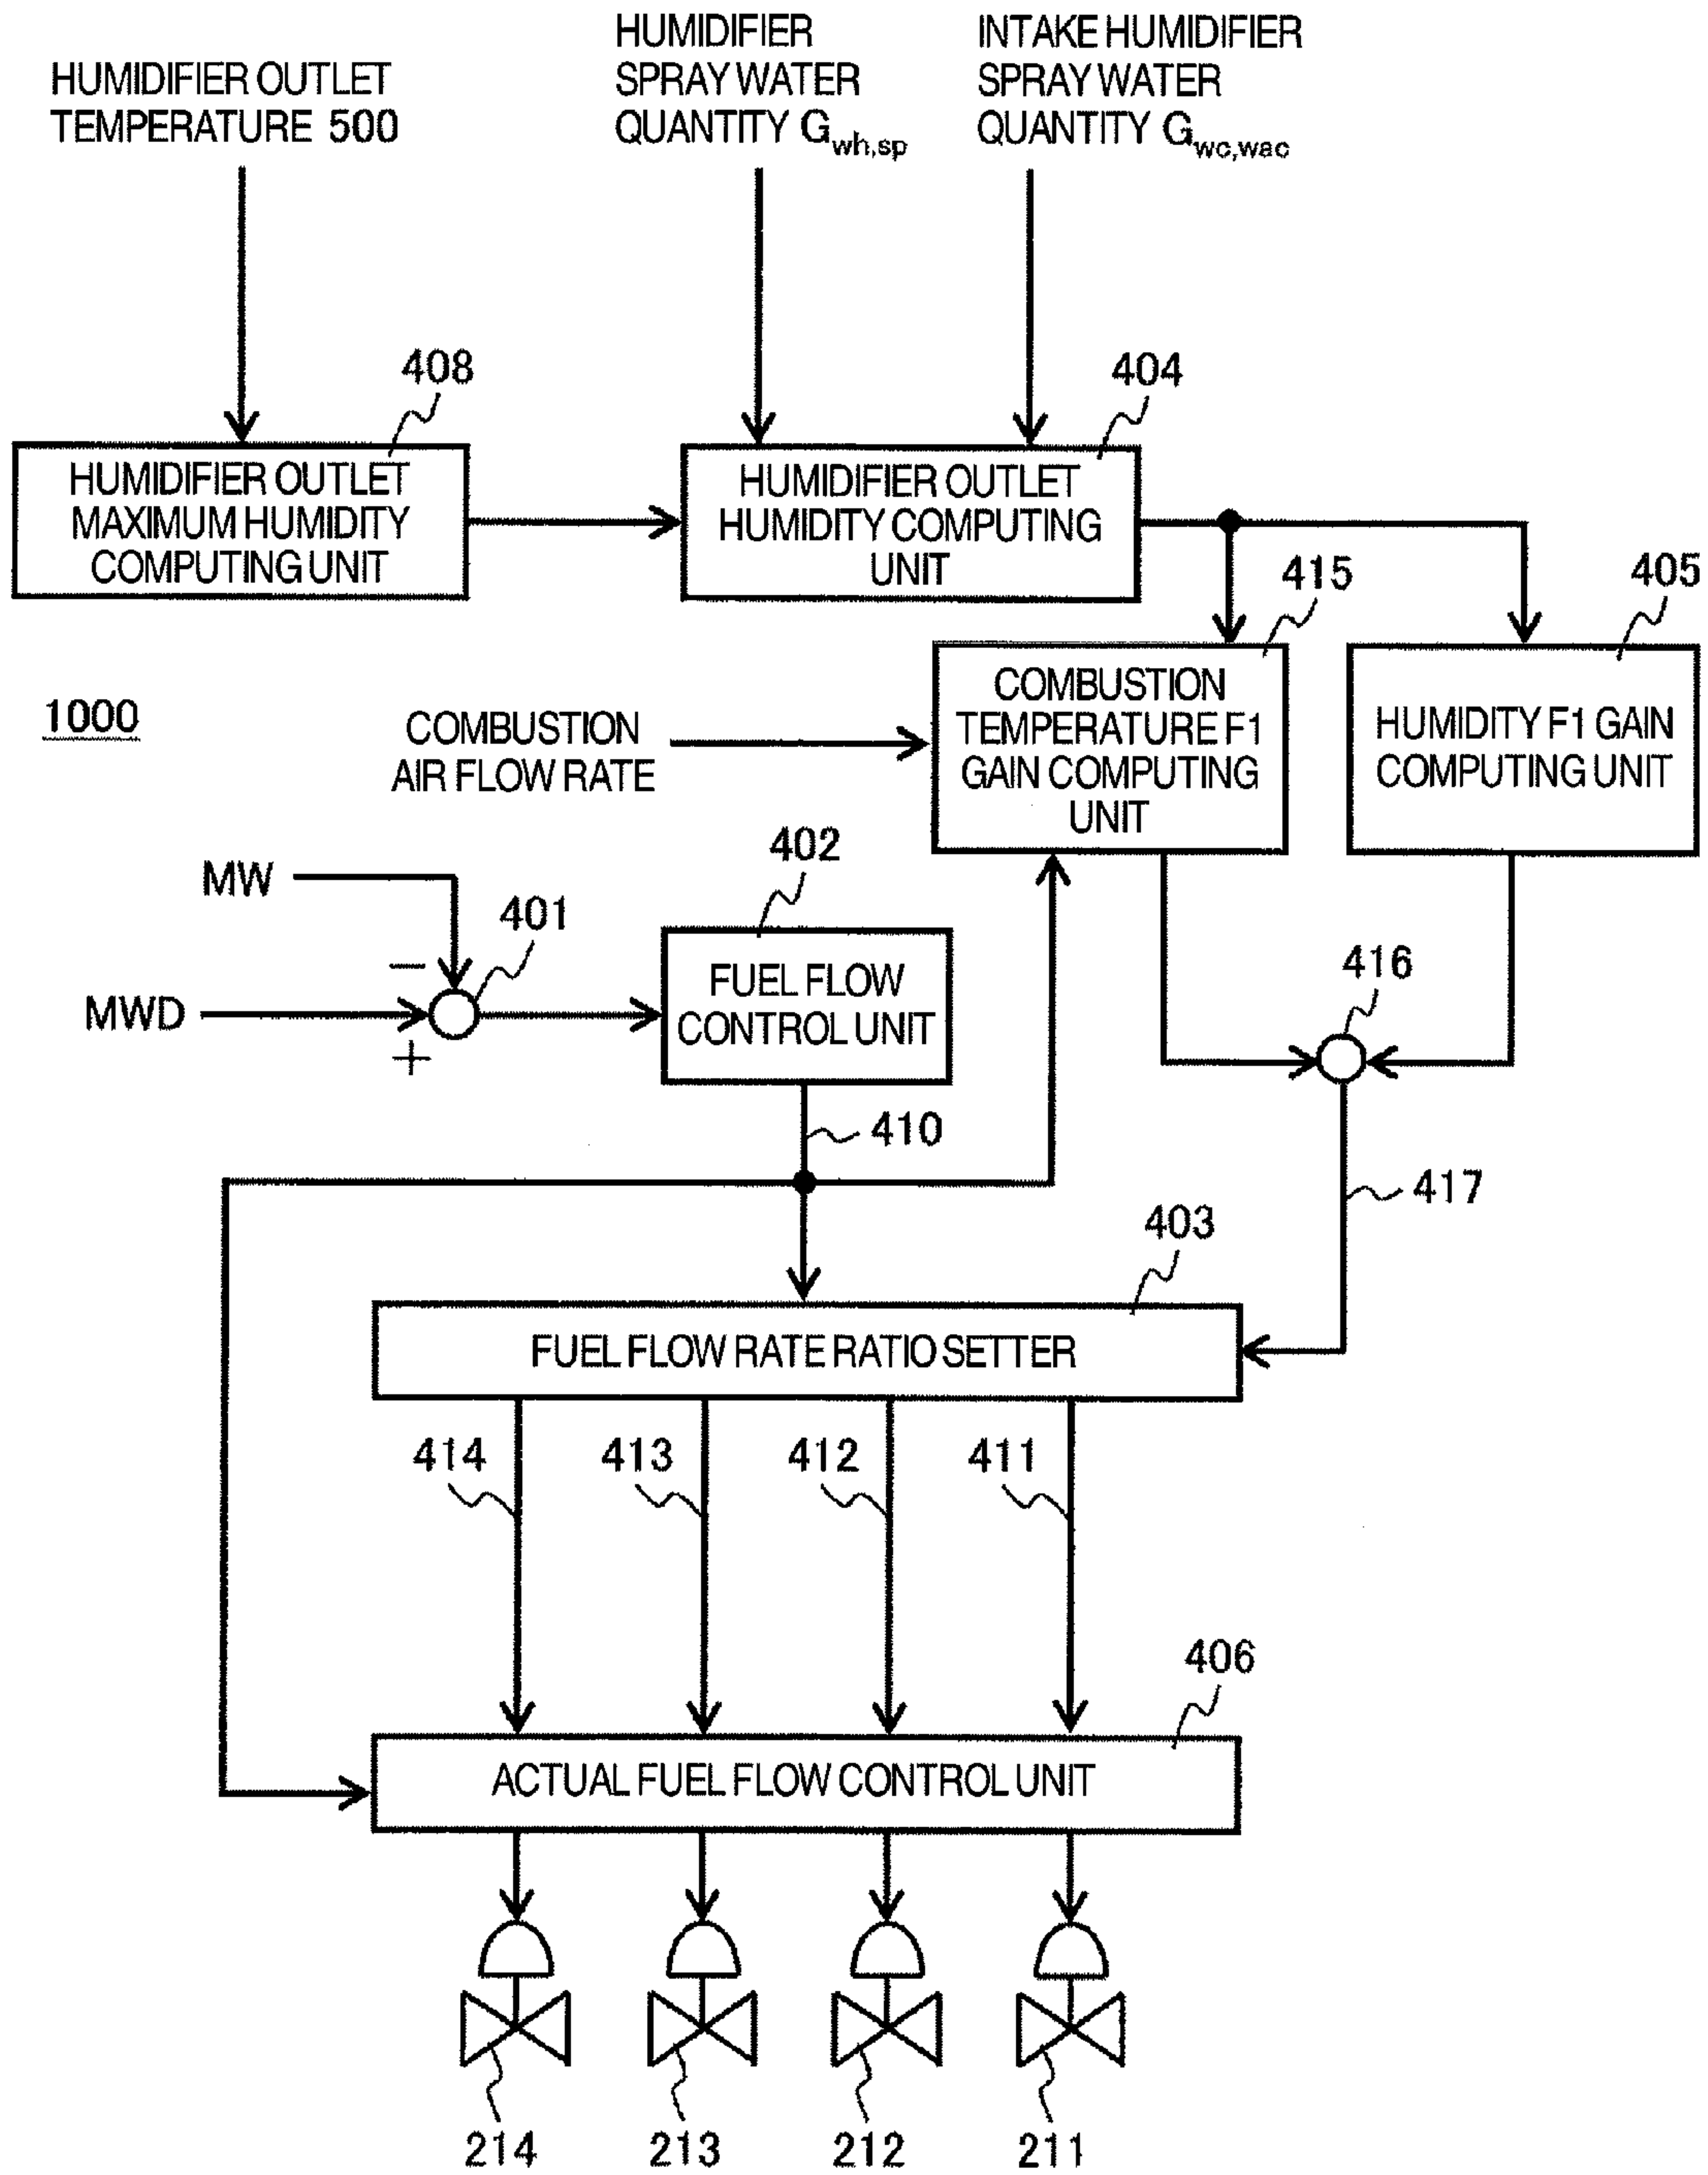 HUMIDIFIER OUTLET
TEMPERATURE 500
HUMIDIFIER
SPRAY WATER
QUANTITY Gwh,sp
INTAKE HUMIDIFIER
SPRAY WATER
QUANTITY Gwc,wac
408
HUMIDIFIER OUTLET
MAXIMUM HUMIDITY
COMPUTING UNIT
404
HUMIDIFIER OUTLET
HUMIDITY COMPUTING
UNIT
415
405
1000
COMBUSTION
AIR FLOW RATE
COMBUSTION
TEMPERATURE F1
GAIN COMPUTING
UNIT
HUMIDITY F1 GAIN
COMPUTING UNIT
MW
401
−
MWD
+
402
FUEL FLOW
CONTROL UNIT
416
410
417
403
FUEL FLOW RATE RATIO SETTER
414
413
412
411
406
ACTUAL FUEL FLOW CONTROL UNIT
214
213
212
211